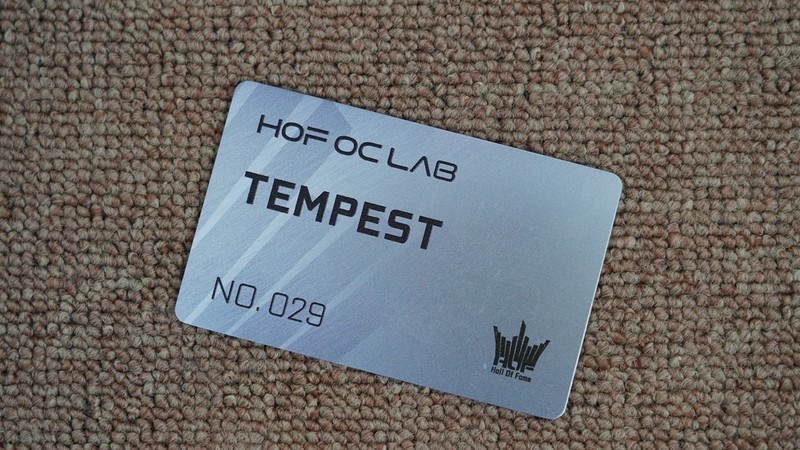 HOF OC LAB
TEMPEST
NO. 029
Hall Of Fame